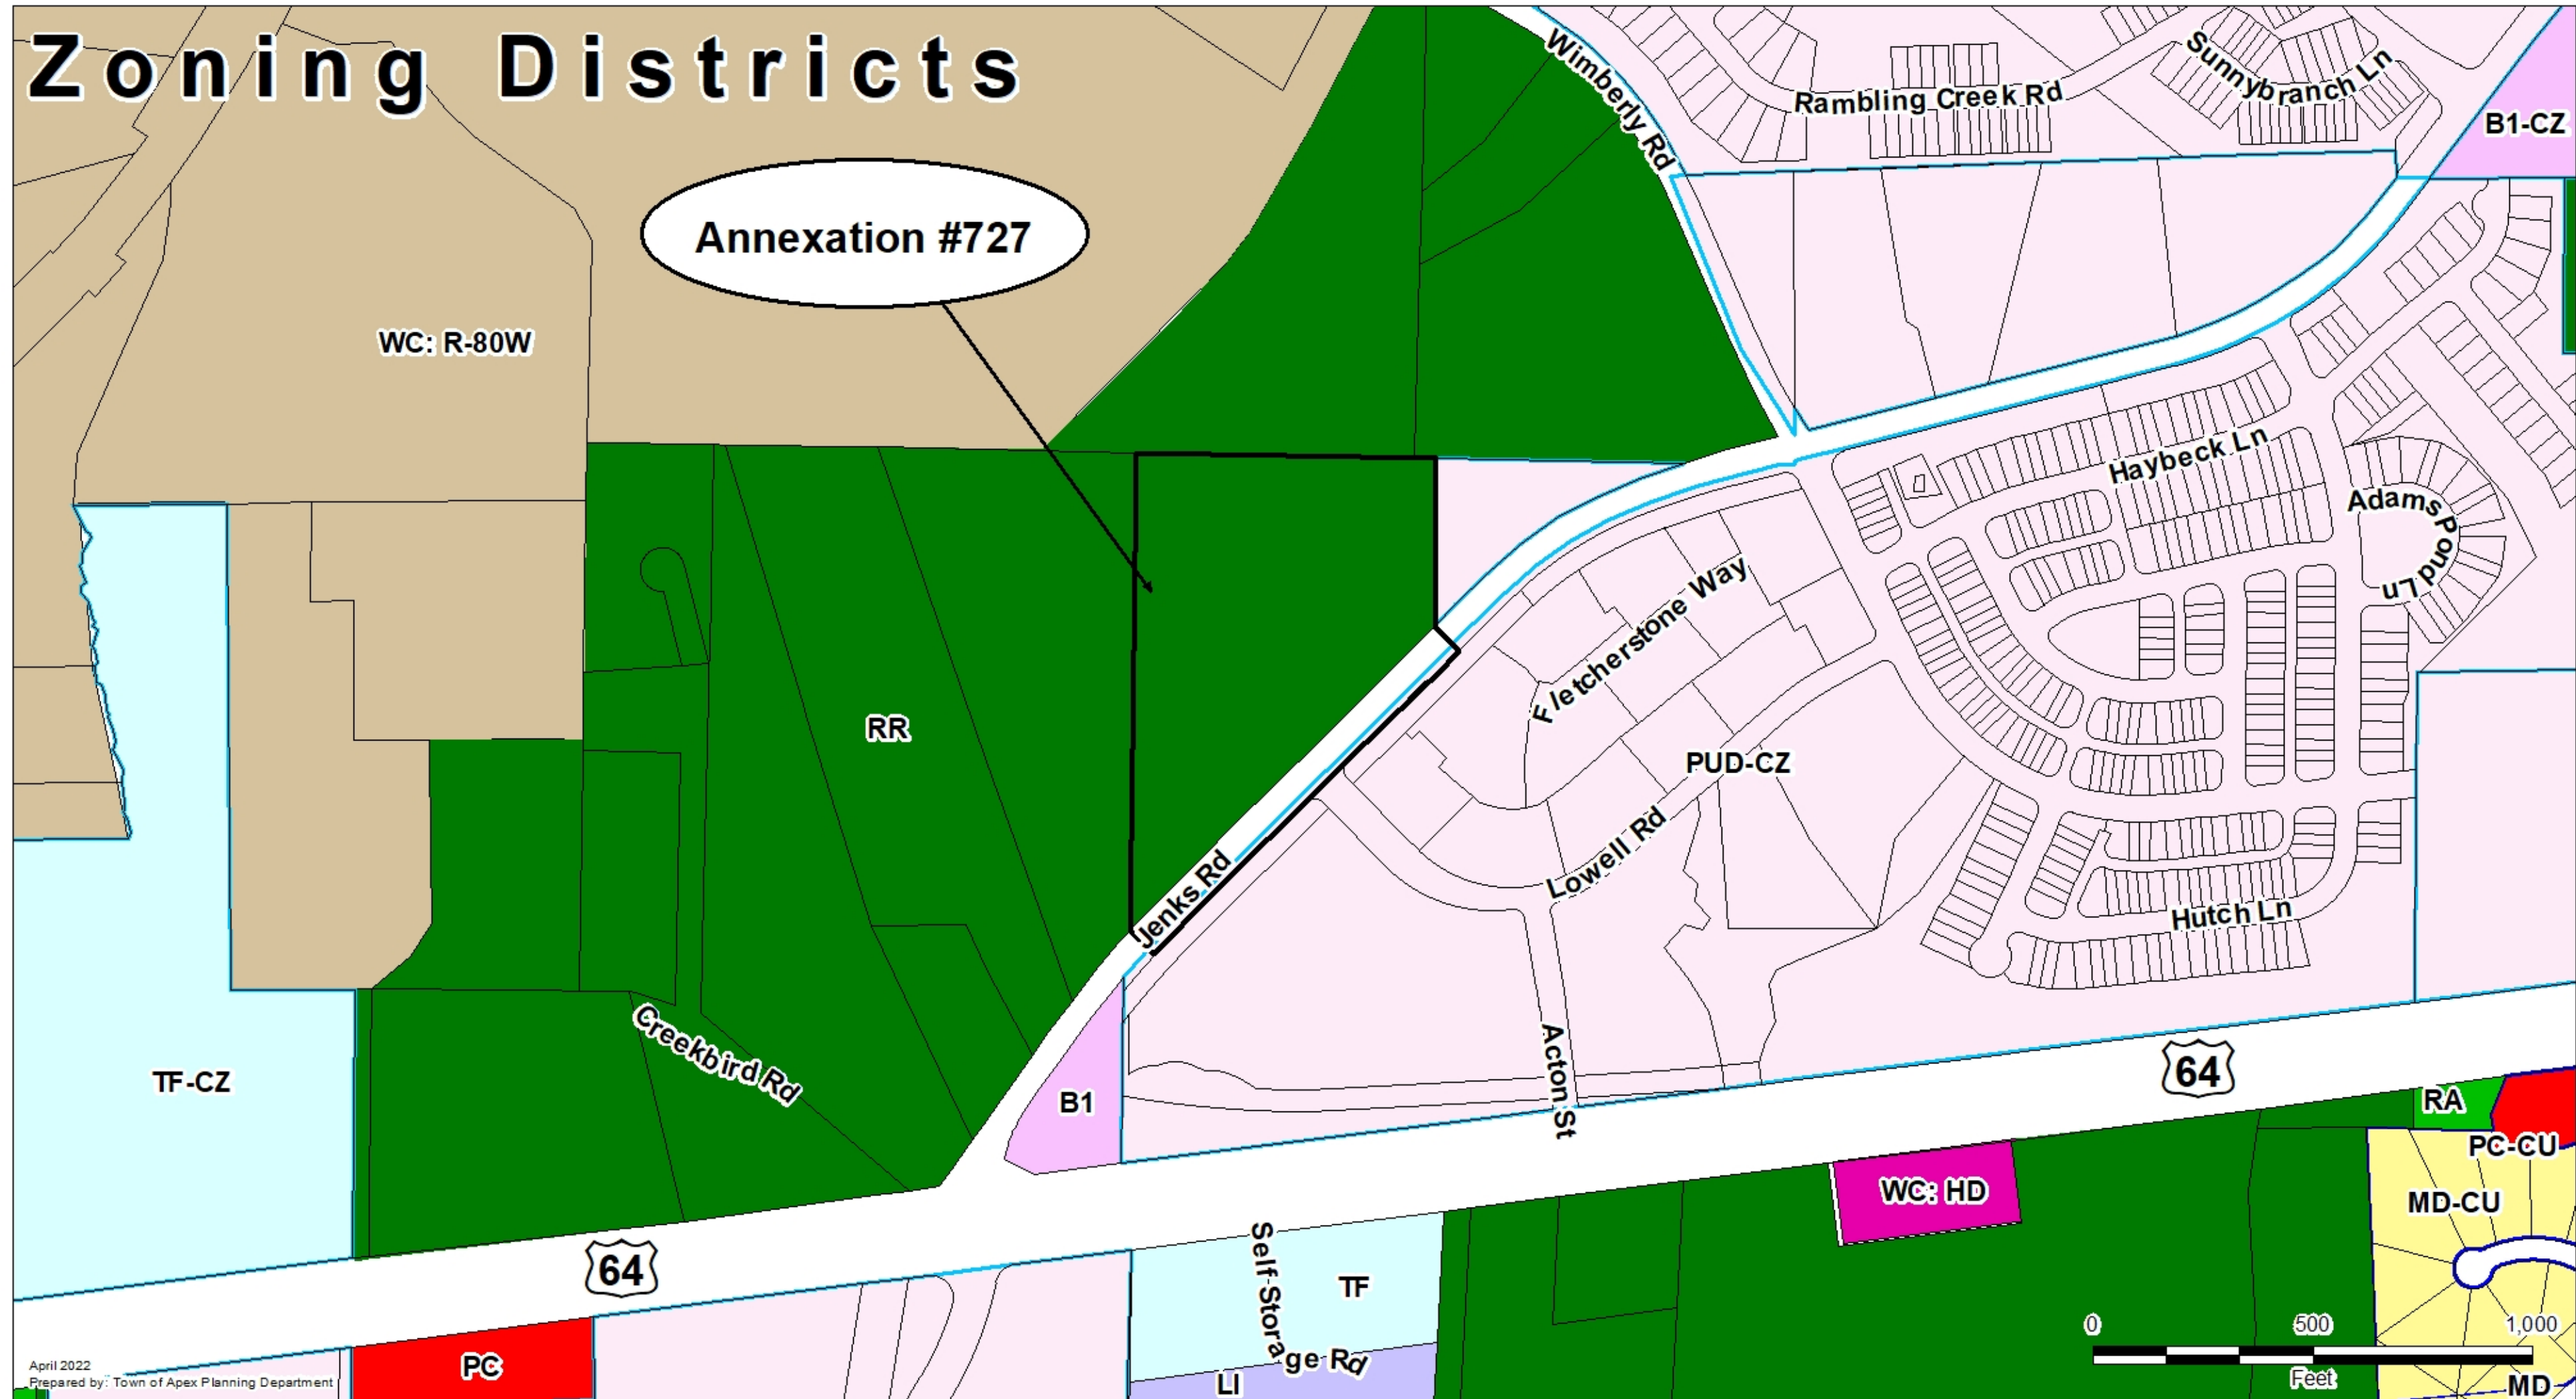 Zoning Districts
Wimberly Rd
Rambling Creek Rd
Sunnybranch Ln
B1-CZ
Annexation #727
WC: R-80W
Haybeck Ln
Adams Pond Ln
Fletcherstone Way
RR
PUD-CZ
Lowell Rd
Jenks Rd
Hutch Ln
Creekbird Rd
TF-CZ
B1
Acton St
64
RA
PC-CU
WC: HD
MD-CU
64
Self-Storage Rd
TF
0 500 1,000
Feet
April 2022
Prepared by: Town of Apex Planning Department
PC
LI
MD